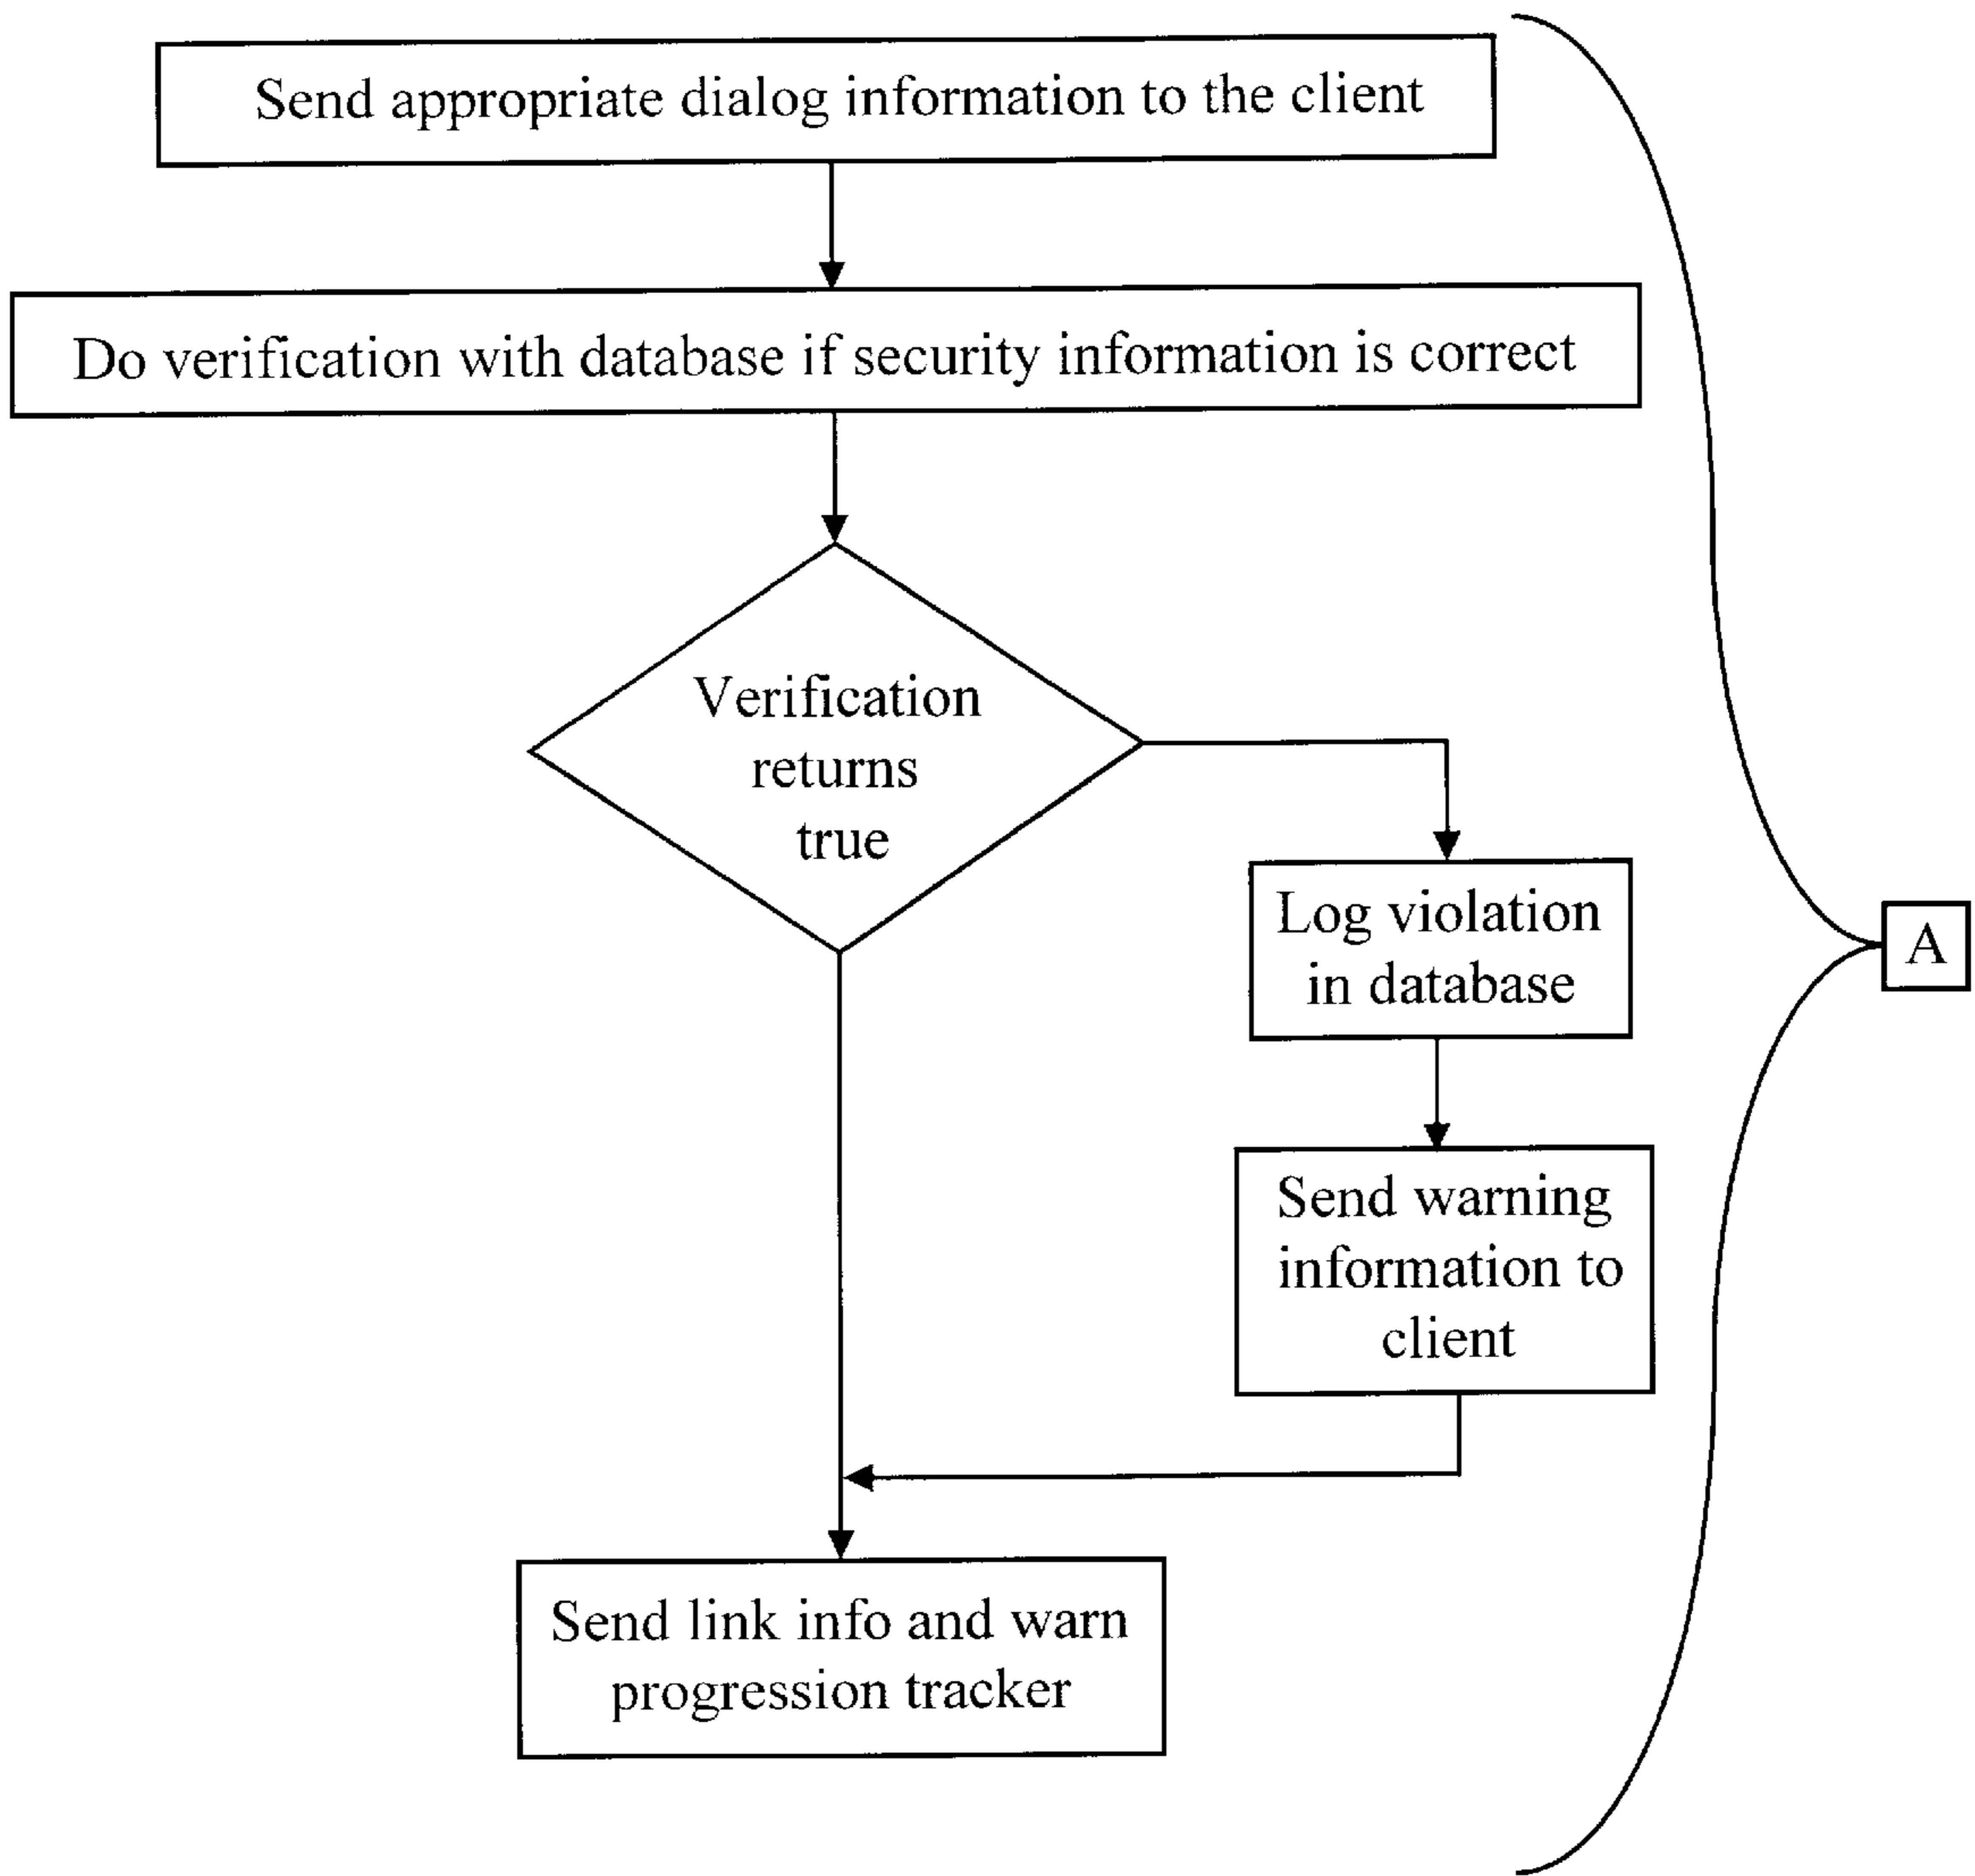 Send appropriate dialog information to the client
Do verification with database if security information is correct
Verification
returns
true
Log violation
in database
A
Send warning
information to
client
Send link info and warn
progression tracker